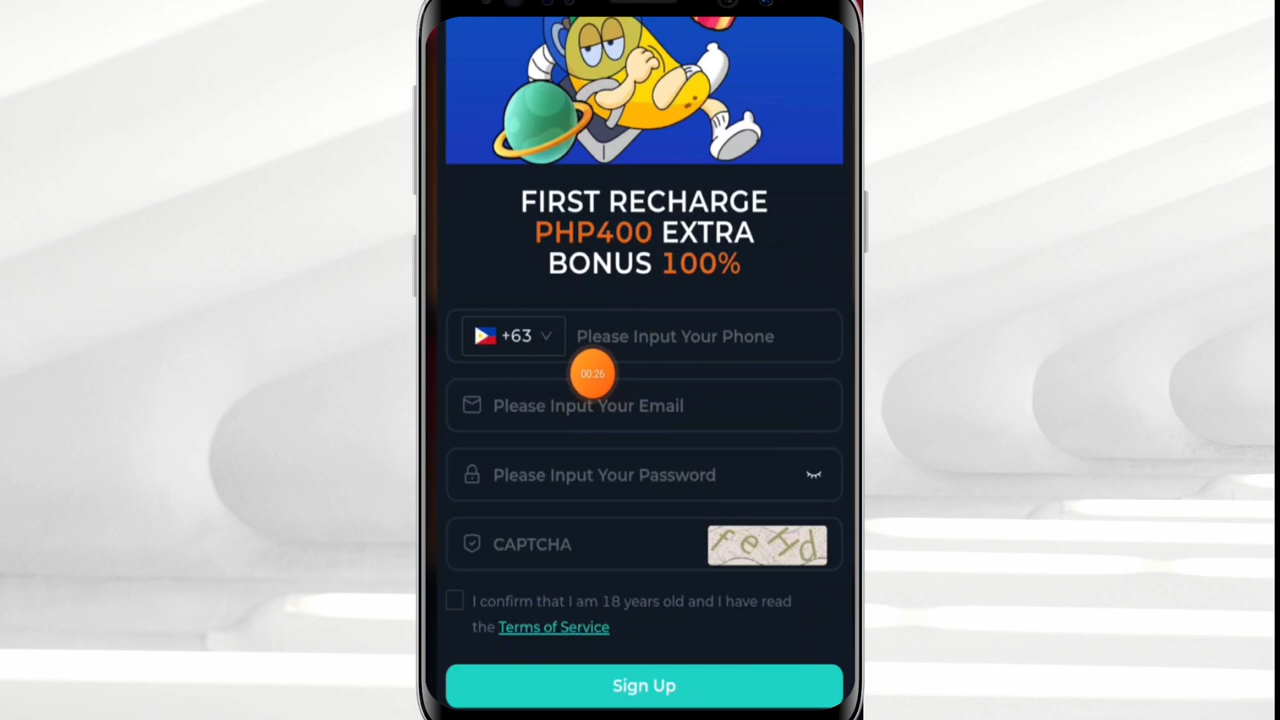 FIRST RECHARGE
PHP400 EXTRA
BONUS 100%
+63 Please Input Your Phone
00:26
Please Input Your Email
Please Input Your Password
CAPTCHA feHd
I confirm that I am 18 years old and I have read
the Terms of Service
Sign Up